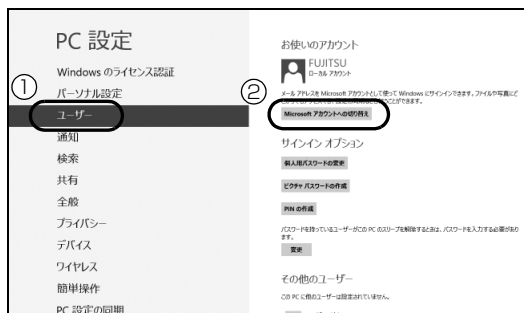 PC 設定
Windows のライセンス認証
①
パーソナル設定
ユーザー
通知
検索
共有
全般
プライバシー
デバイス
ワイヤレス
簡単操作
PC 設定の同期
お使いのアカウント
FUJITSU
ローカル アカウント
メール アドレスを Microsoft アカウントとして使って Windows にサインインできます。ファイルや写真にど
②
Microsoft アカウントへの切り替え
サインイン オプション
個人用パスワードの変更
ピクチャ パスワードの作成
PIN の作成
パスワードを持っているユーザーがこの PC のスリープを解除するときは、パスワードを入力する必要があり
ます。
変更
その他のユーザー
この PC に他のユーザーは設定されていません。